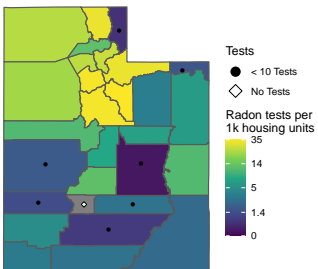 Tests
< 10 Tests
No Tests
Radon tests per
1k housing units
35
14
5
1.4
0